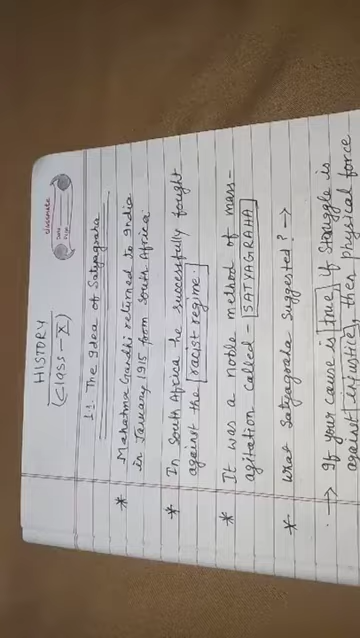 HISTORY
(Class-X)
classmate
Date
Page
1.1. The Idea of Satyagraha
* Mahatma Gandhi returned to India
in January 1915 from South Africa.
* In South Africa he successfully fought
against the racist regime.
* It was a noble method of mass-
agitation called - SATYAGRAHA
* What Satyagraha Suggested? →
→ If your cause is true, if Struggle is
against injustice, then physical force